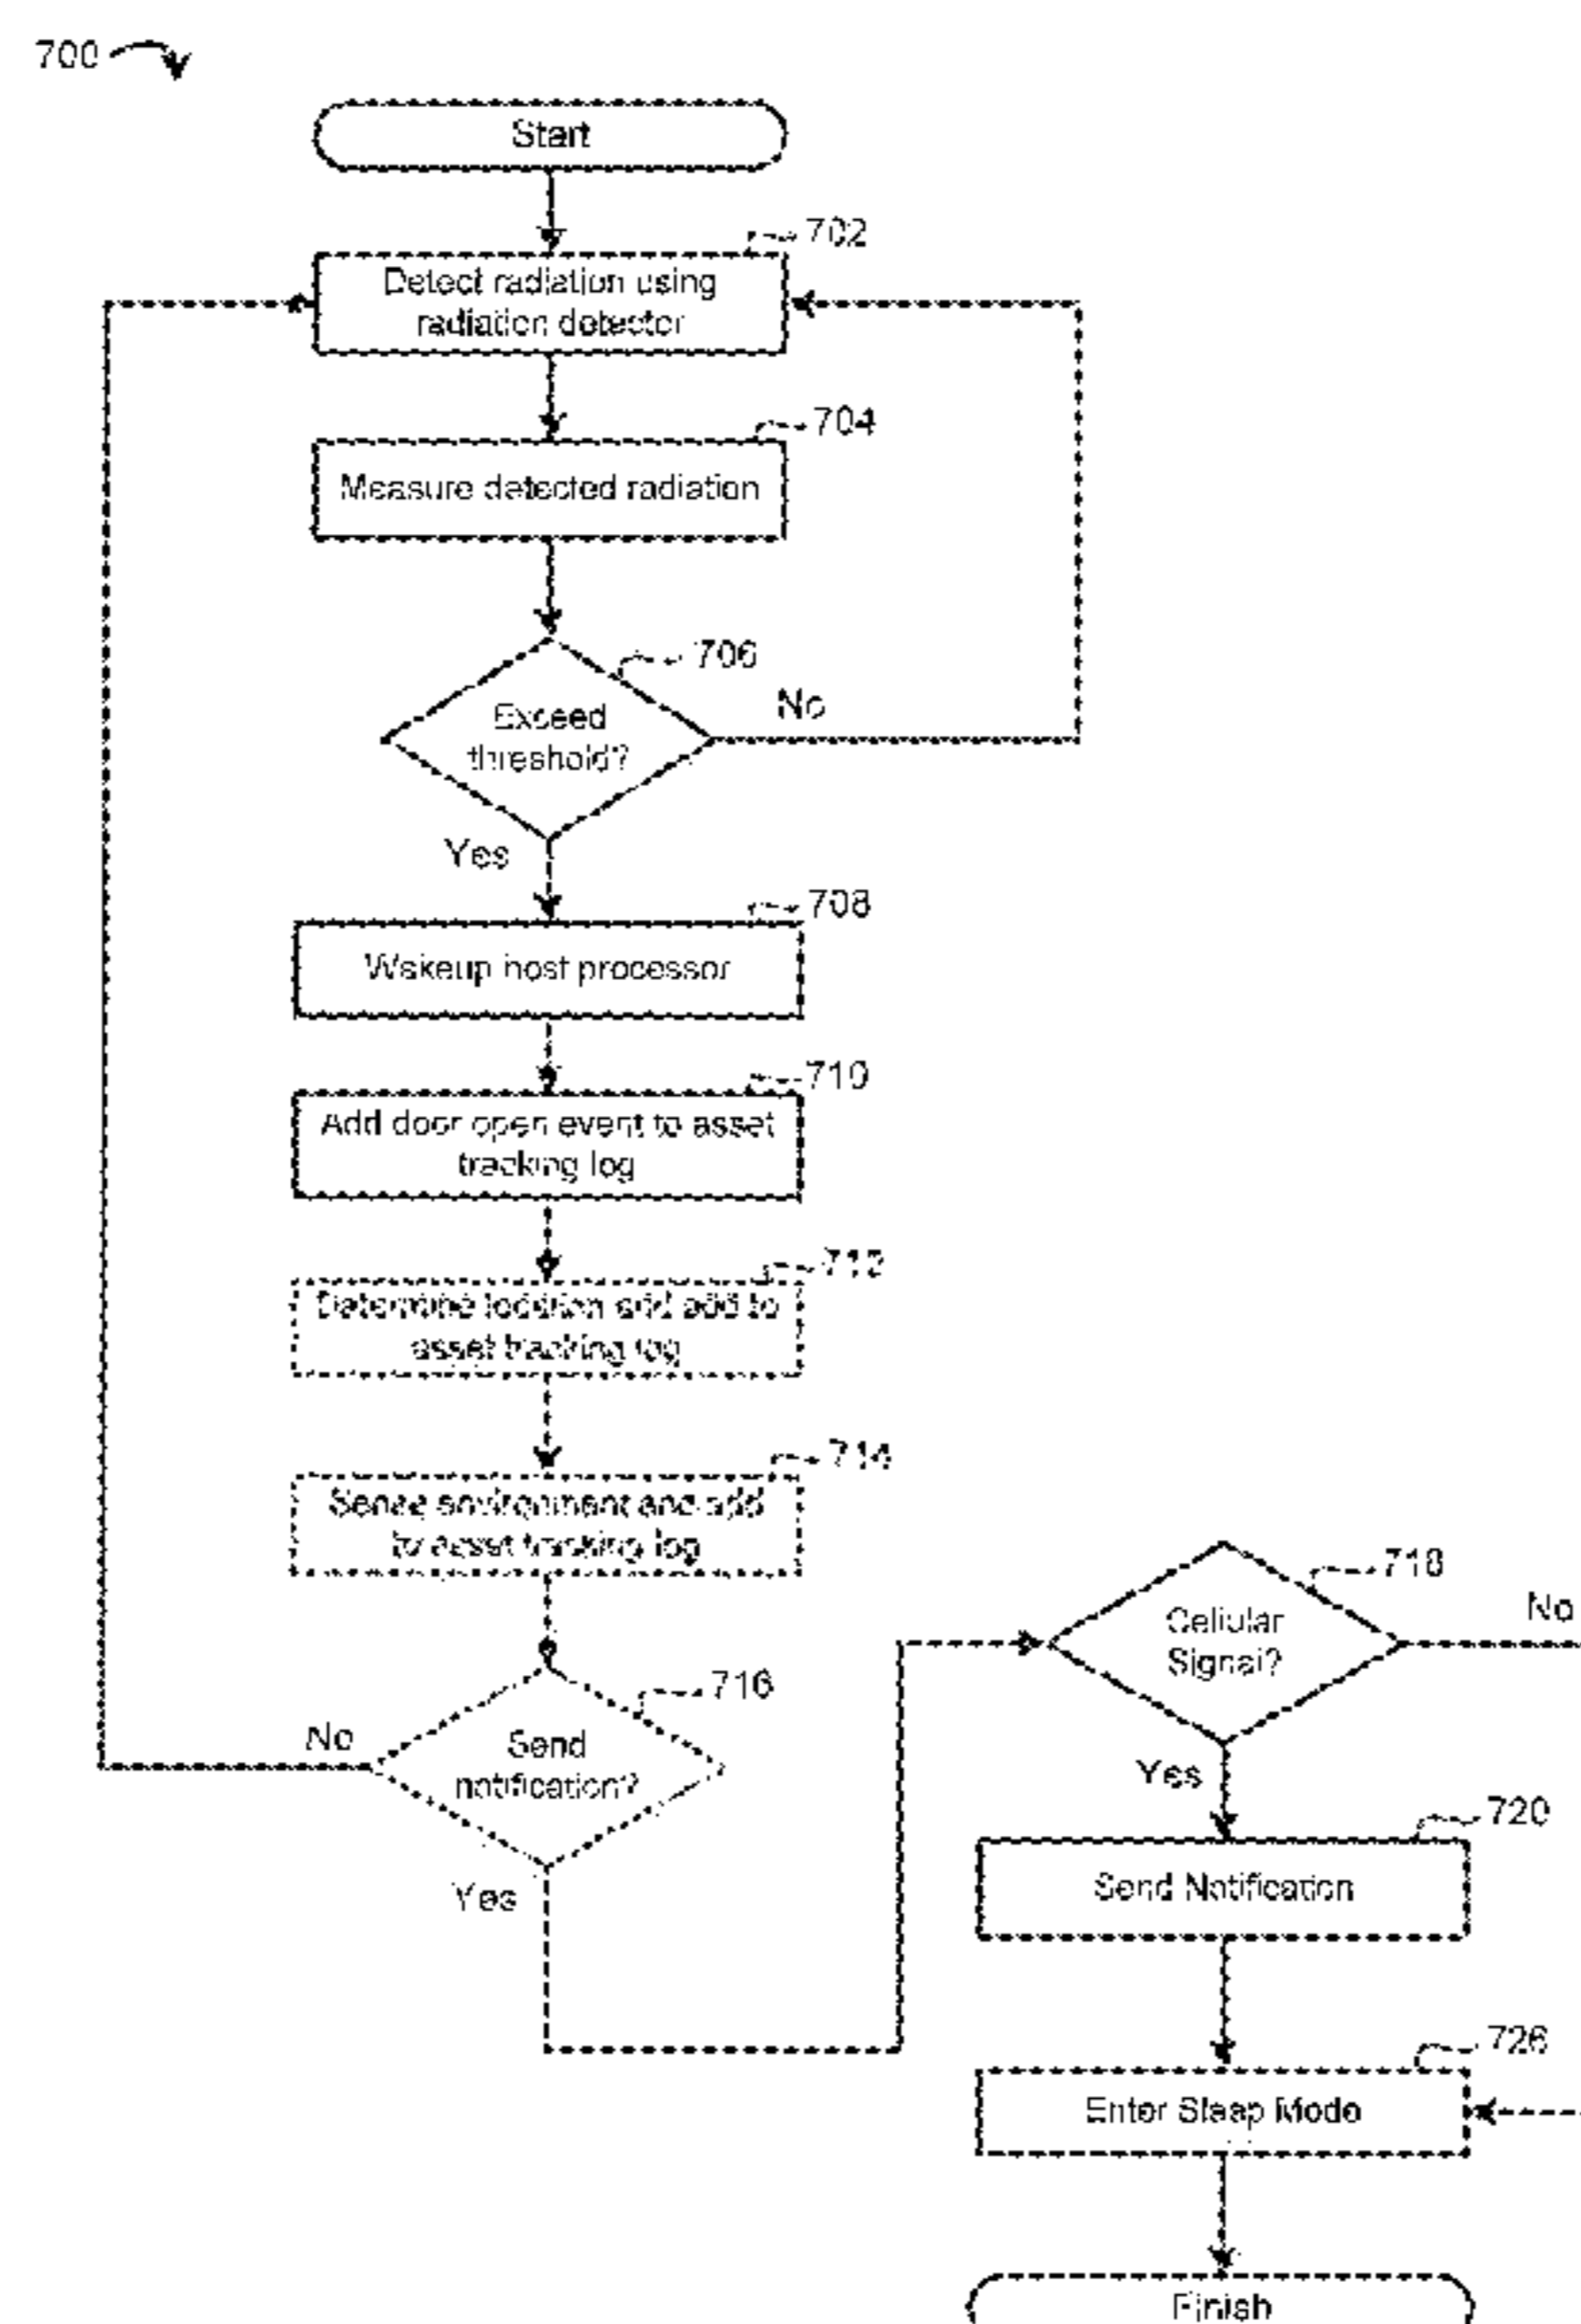 700
Start
702
Detect radiation using
radiation detector
704
Measure detected radiation
706
Exceed
threshold?
No
Yes
708
Wakeup host processor
710
Add door open event to asset
tracking log
712
Determine location add add to
asset tracking log
714
Sense environment and add
to asset tracking log
716
Send
notification?
No
Yes
718
Cellular
Signal?
No
Yes
720
Send Notification
726
Enter Sleep Mode
Finish